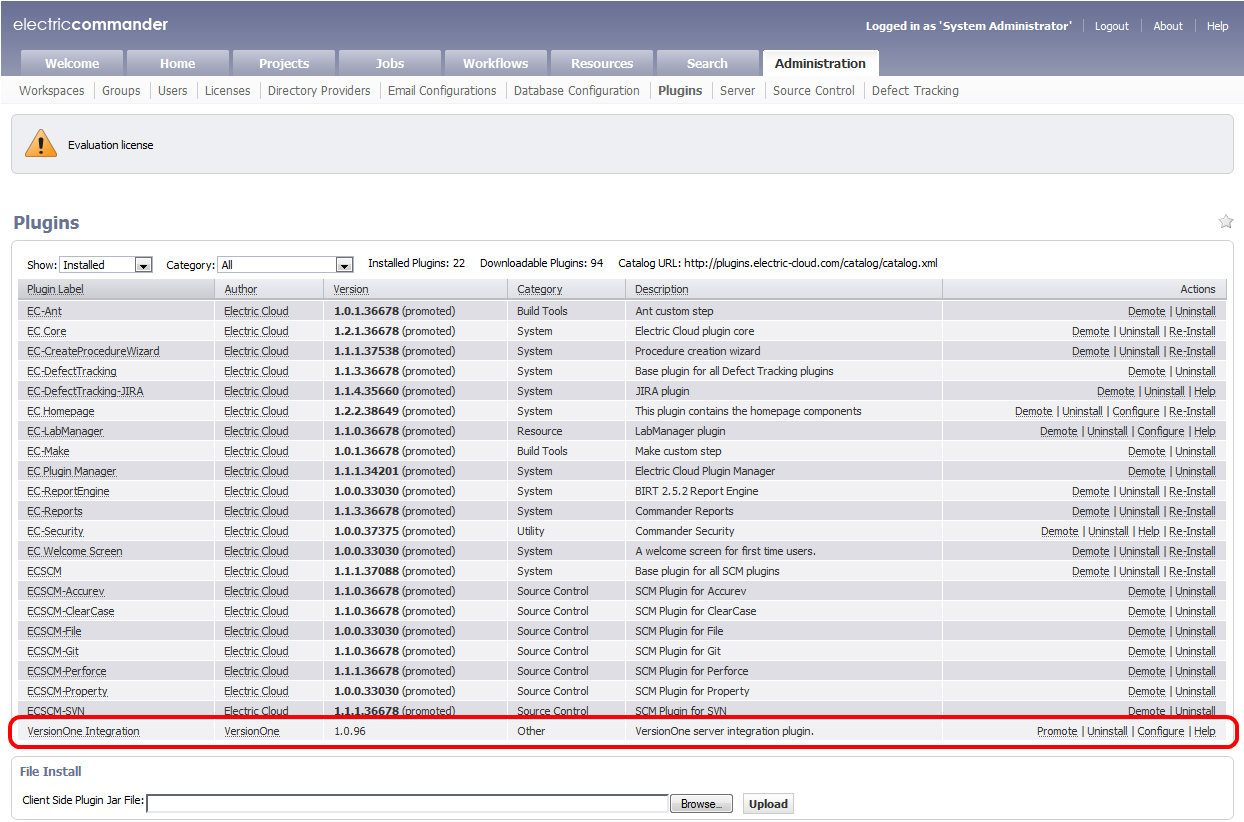 electriccommander
Logged in as 'System Administrator' Logout About Help
Welcome Home Projects Jobs Workflows Resources Search Administration
Workspaces Groups Users Licenses Directory Providers Email Configurations Database Configuration Plugins Server Source Control Defect Tracking
Evaluation license
Plugins
Show: Installed Category: All Installed Plugins: 22 Downloadable Plugins: 94 Catalog URL: http://plugins.electric-cloud.com/catalog/catalog.xml
Plugin Label Author Version Category Description Actions
EC-Ant Electric Cloud 1.0.1.36678 (promoted) Build Tools Ant custom step Demote | Uninstall
EC Core Electric Cloud 1.2.1.36678 (promoted) System Electric Cloud plugin core Demote | Uninstall | Re-Install
EC-CreateProcedureWizard Electric Cloud 1.1.1.37538 (promoted) System Procedure creation wizard Demote | Uninstall | Re-Install
EC-DefectTracking Electric Cloud 1.1.3.36678 (promoted) System Base plugin for all Defect Tracking plugins Demote | Uninstall
EC-DefectTracking-JIRA Electric Cloud 1.1.4.35660 (promoted) System JIRA plugin Demote | Uninstall | Help
EC Homepage Electric Cloud 1.2.2.38649 (promoted) System This plugin contains the homepage components Demote | Uninstall | Configure | Re-Install
EC-LabManager Electric Cloud 1.1.0.36678 (promoted) Resource LabManager plugin Demote | Uninstall | Configure | Help
EC-Make Electric Cloud 1.0.1.36678 (promoted) Build Tools Make custom step Demote | Uninstall
EC Plugin Manager Electric Cloud 1.1.1.34201 (promoted) System Electric Cloud Plugin Manager Demote | Uninstall
EC-ReportEngine Electric Cloud 1.0.0.33030 (promoted) System BIRT 2.5.2 Report Engine Demote | Uninstall | Re-Install
EC-Reports Electric Cloud 1.1.3.36678 (promoted) System Commander Reports Demote | Uninstall | Re-Install
EC-Security Electric Cloud 1.0.0.37375 (promoted) Utility Commander Security Demote | Uninstall | Help | Re-Install
EC Welcome Screen Electric Cloud 1.0.0.33030 (promoted) System A welcome screen for first time users. Demote | Uninstall | Re-Install
ECSCM Electric Cloud 1.1.1.37088 (promoted) System Base plugin for all SCM plugins Demote | Uninstall | Re-Install
ECSCM-Accurev Electric Cloud 1.1.0.36678 (promoted) Source Control SCM Plugin for Accurev Demote | Uninstall
ECSCM-ClearCase Electric Cloud 1.1.0.36678 (promoted) Source Control SCM Plugin for ClearCase Demote | Uninstall
ECSCM-File Electric Cloud 1.0.0.33030 (promoted) Source Control SCM Plugin for File Demote | Uninstall
ECSCM-Git Electric Cloud 1.1.0.36678 (promoted) Source Control SCM Plugin for Git Demote | Uninstall
ECSCM-Perforce Electric Cloud 1.1.1.36678 (promoted) Source Control SCM Plugin for Perforce Demote | Uninstall
ECSCM-Property Electric Cloud 1.0.0.33030 (promoted) Source Control SCM Plugin for Property Demote | Uninstall
ECSCM-SVN Electric Cloud 1.1.1.36678 (promoted) Source Control SCM Plugin for SVN Demote | Uninstall
VersionOne Integration VersionOne 1.0.96 Other VersionOne server integration plugin. Promote | Uninstall | Configure | Help
File Install
Client Side Plugin Jar File: Browse... Upload